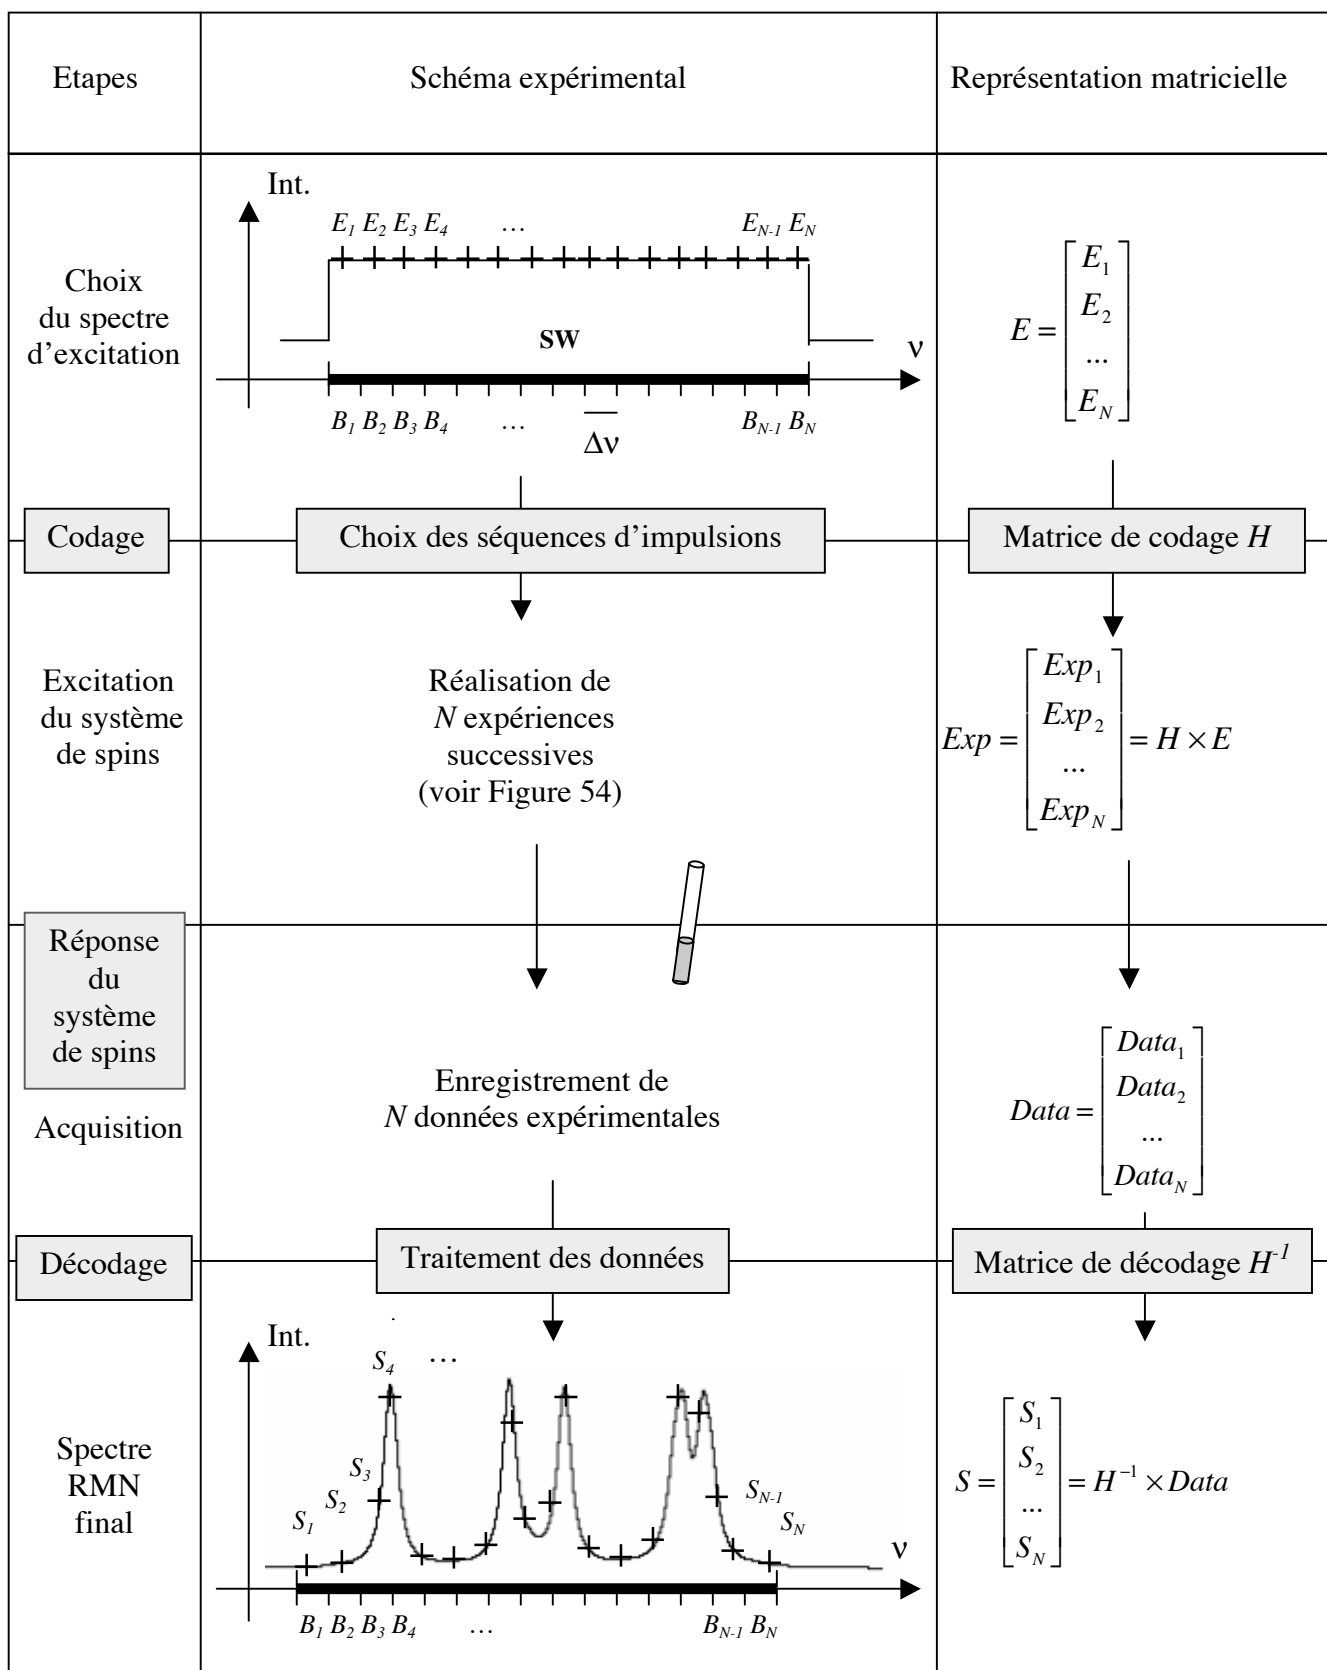 Etapes
Schéma expérimental
Représentation matricielle
Int.
E1 E2 E3 E4 ... EN-1 EN
Choix
du spectre
d’excitation
SW
ν
B1 B2 B3 B4 ... BN-1 BN
Δν
E = [E1
E2
...
EN]
Codage
Choix des séquences d’impulsions
Matrice de codage H
Excitation
du système
de spins
Réalisation de
N expériences
successives
(voir Figure 54)
Exp = [Exp1
Exp2
...
ExpN] = H × E
Réponse
du
système
de spins
Acquisition
Enregistrement de
N données expérimentales
Data = [Data1
Data2
...
DataN]
Décodage
Traitement des données
Matrice de décodage H-1
Int.
S4 ...
S3
S2
S1
SN-1
SN
ν
B1 B2 B3 B4 ... BN-1 BN
Spectre
RMN
final
S = [S1
S2
...
SN] = H−1 × Data